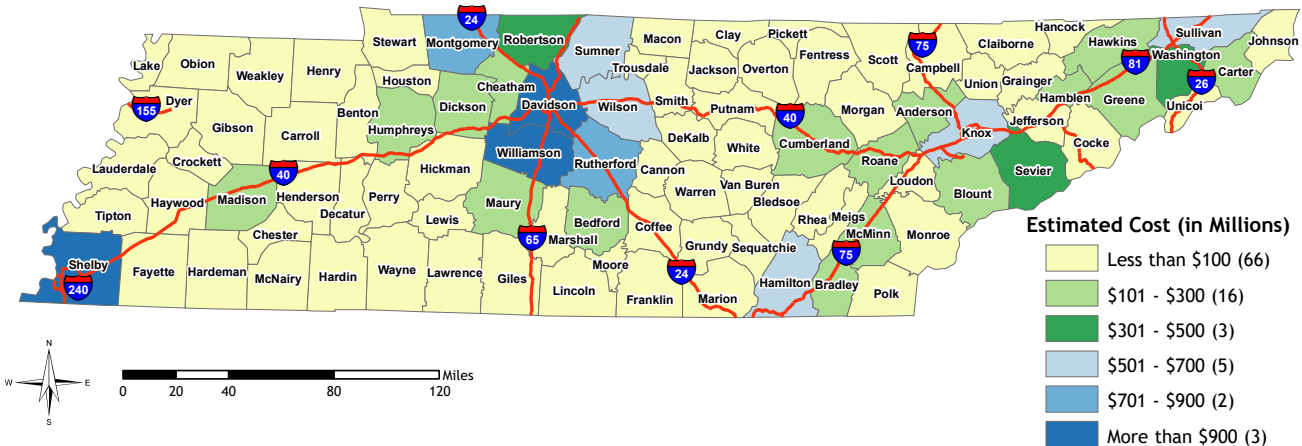 24
Stewart
Montgomery
Robertson
Sumner
Macon
Clay
Pickett
Fentress
Scott
75
Campbell
Claiborne
Hancock
Hawkins
Sullivan
Johnson
Lake
Obion
Weakley
Henry
Houston
Cheatham
Trousdale
Jackson
Overton
Union
Grainger
81
Washington
26
Carter
155
Dyer
Benton
Dickson
Davidson
Wilson
Smith
Putnam
40
Morgan
Anderson
Hamblen
Greene
Unicoi
Gibson
Carroll
Humphreys
DeKalb
White
Cumberland
Knox
Jefferson
Cocke
Lauderdale
Crockett
40
Hickman
Williamson
Rutherford
Cannon
Roane
Sevier
Haywood
Madison
Henderson
Perry
Warren
Van Buren
Bledsoe
Loudon
Blount
Tipton
Decatur
Lewis
Maury
Bedford
Coffee
Rhea
Meigs
McMinn
Monroe
Shelby
Chester
65
Marshall
Grundy
Sequatchie
75
240
Fayette
Hardeman
McNairy
Hardin
Wayne
Lawrence
Giles
Moore
Lincoln
24
Franklin
Marion
Hamilton
Bradley
Polk
Estimated Cost (in Millions)
Less than $100 (66)
$101 - $300 (16)
$301 - $500 (3)
$501 - $700 (5)
$701 - $900 (2)
More than $900 (3)
N
W
E
S
Miles
0 20 40 80 120